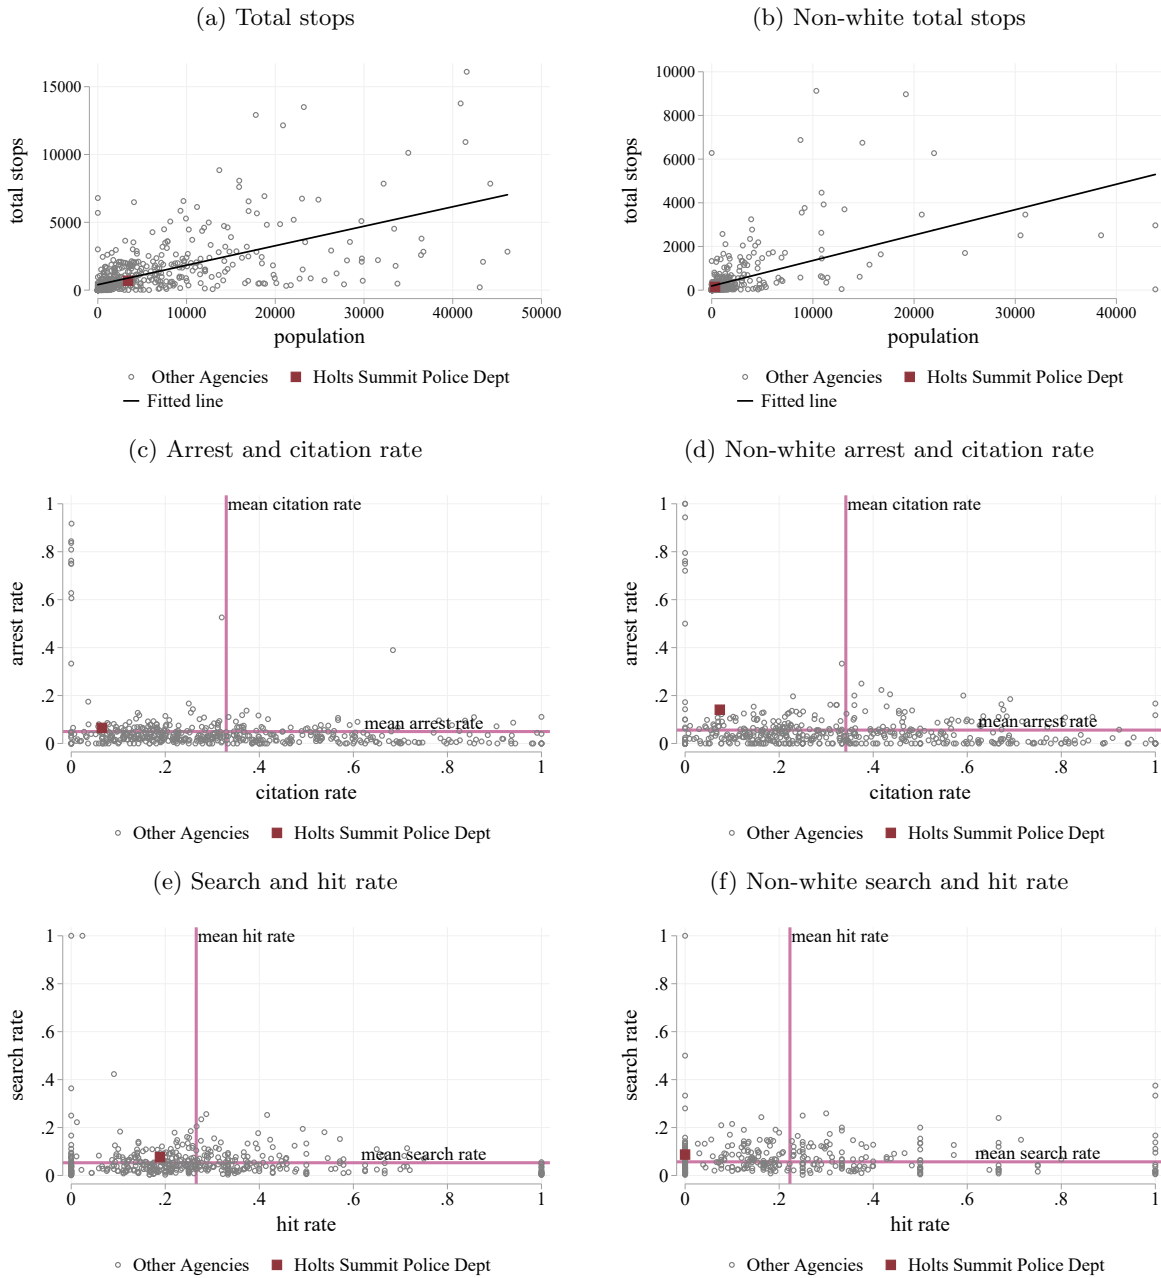 (a) Total stops
(b) Non-white total stops
total stops
15000
10000
5000
0
0 10000 20000 30000 40000 50000
population
Other Agencies Holts Summit Police Dept
Fitted line
total stops
10000
8000
6000
4000
2000
0
0 10000 20000 30000 40000
population
Other Agencies Holts Summit Police Dept
Fitted line
(c) Arrest and citation rate
(d) Non-white arrest and citation rate
arrest rate
1
.8
.6
.4
.2
0
mean citation rate
mean arrest rate
0 .2 .4 .6 .8 1
citation rate
Other Agencies Holts Summit Police Dept
arrest rate
1
.8
.6
.4
.2
0
mean citation rate
mean arrest rate
0 .2 .4 .6 .8 1
citation rate
Other Agencies Holts Summit Police Dept
(e) Search and hit rate
(f) Non-white search and hit rate
search rate
1
.8
.6
.4
.2
0
mean hit rate
mean search rate
0 .2 .4 .6 .8 1
hit rate
Other Agencies Holts Summit Police Dept
search rate
1
.8
.6
.4
.2
0
mean hit rate
mean search rate
0 .2 .4 .6 .8 1
hit rate
Other Agencies Holts Summit Police Dept